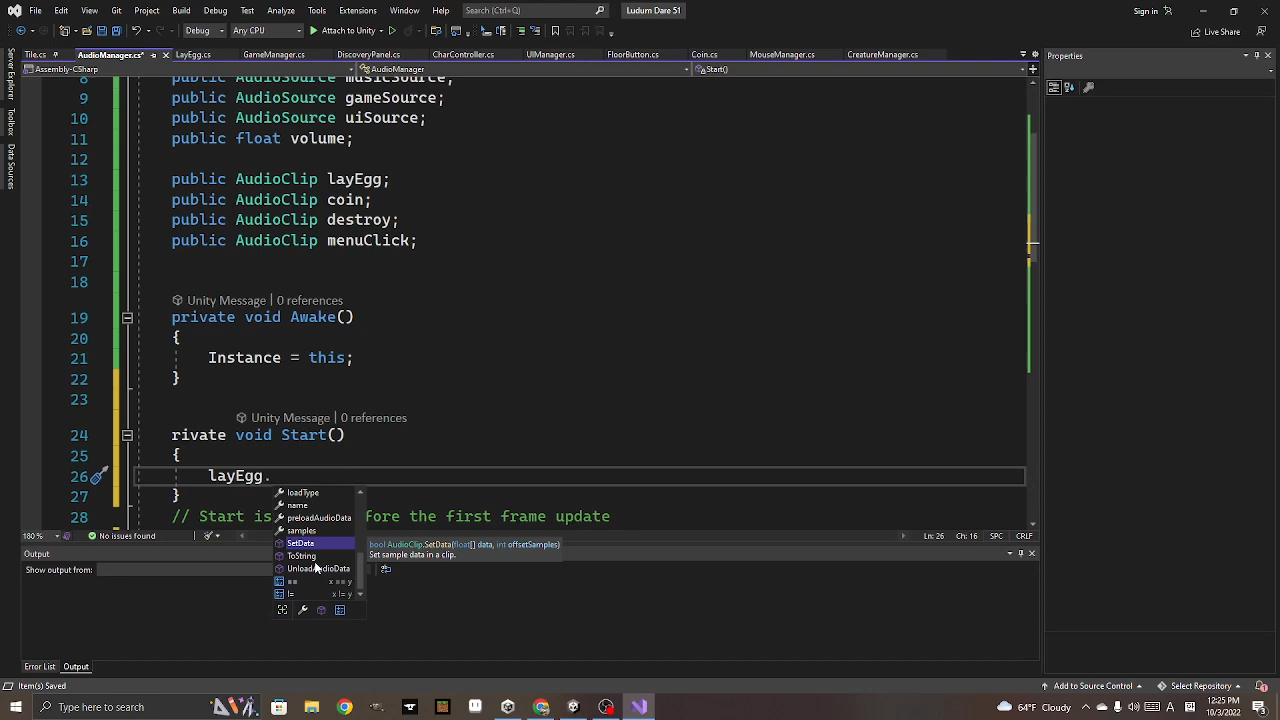 File Edit View Git Project Build Debug Test Analyze Tools Extensions Window Help Search (Ctrl+Q) Ludum Dare 51 Sign in
Debug Any CPU Attach to Unity Live Share
Tile.cs AudioManager.cs* LayEgg.cs GameManager.cs DiscoveryPanel.cs CharController.cs UIManager.cs FloorButton.cs Coin.cs MouseManager.cs CreatureManager.cs Properties
Assembly-CSharp AudioManager Start()
Server Explorer
Toolbox
Data Sources
8 public AudioSource musicSource;
9 public AudioSource gameSource;
10 public AudioSource uiSource;
11 public float volume;
12
13 public AudioClip layEgg;
14 public AudioClip coin;
15 public AudioClip destroy;
16 public AudioClip menuClick;
17
18
Unity Message | 0 references
19 private void Awake()
20 {
21 Instance = this;
22 }
23
Unity Message | 0 references
24 rivate void Start()
25 {
26 layEgg.
27 }
28 // Start is fore the first frame update
loadType
name
preloadAudioData
samples
SetData
ToString
UnloadAudioData
== x == y
!= x != y
bool AudioClip.SetData(float[] data, int offsetSamples)
Set sample data in a clip.
180% No issues found Ln: 26 Ch: 16 SPC CRLF
Output
Show output from:
Error List Output
Item(s) Saved Add to Source Control Select Repository
Type here to search 64°F Cloudy A 12:25 PM
10/3/2022